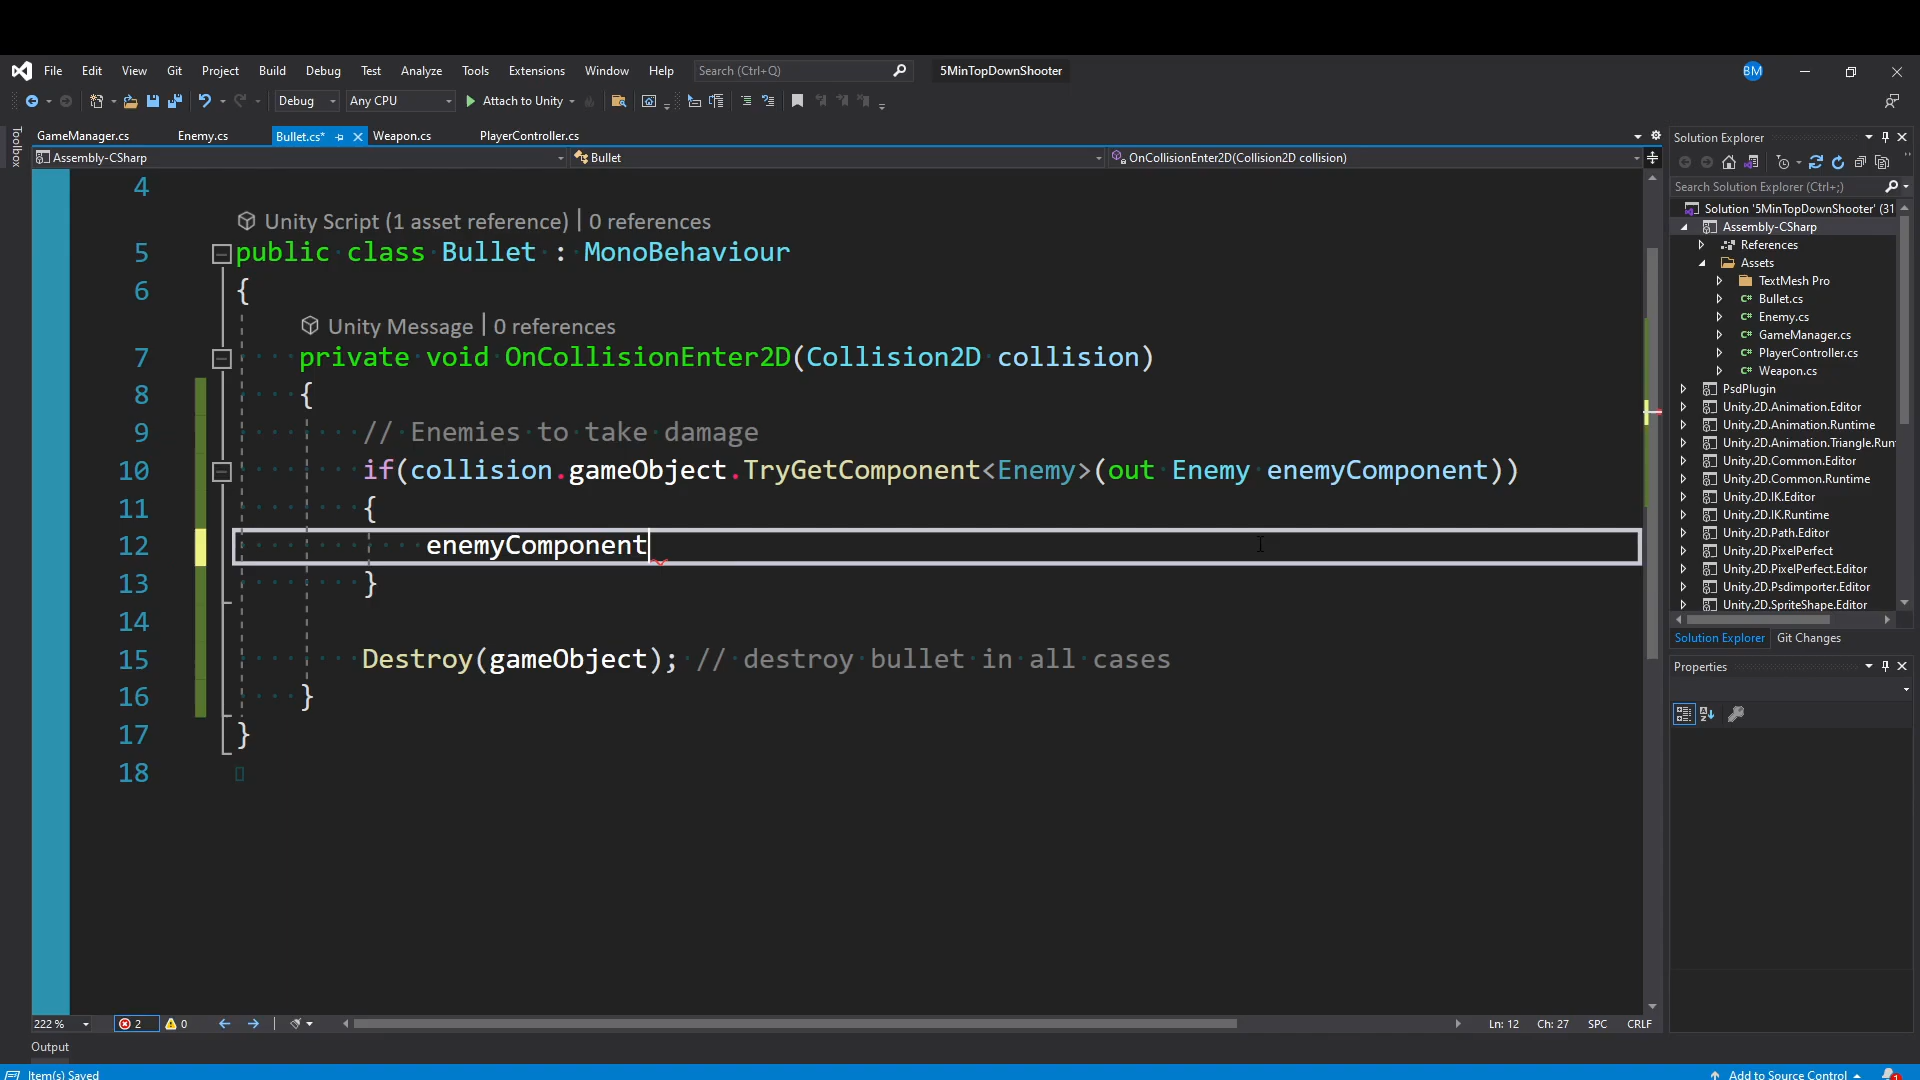 File Edit View Git Project Build Debug Test Analyze Tools Extensions Window Help Search (Ctrl+Q) 5MinTopDownShooter BM
Debug Any CPU Attach to Unity
Toolbox
GameManager.cs Enemy.cs Bullet.cs* Weapon.cs PlayerController.cs
Assembly-CSharp Bullet OnCollisionEnter2D(Collision2D collision)
4
Unity Script (1 asset reference) | 0 references
5 public class Bullet : MonoBehaviour
6 {
Unity Message | 0 references
7 private void OnCollisionEnter2D(Collision2D collision)
8 {
9 // Enemies to take damage
10 if(collision.gameObject.TryGetComponent<Enemy>(out Enemy enemyComponent))
11 {
12 enemyComponent
13 }
14
15 Destroy(gameObject); // destroy bullet in all cases
16 }
17 }
18
222 % 2 0 Ln: 12 Ch: 27 SPC CRLF
Output
Item(s) Saved
Solution Explorer
Search Solution Explorer (Ctrl+;)
Solution '5MinTopDownShooter' (31
Assembly-CSharp
References
Assets
TextMesh Pro
C# Bullet.cs
C# Enemy.cs
C# GameManager.cs
C# PlayerController.cs
C# Weapon.cs
PsdPlugin
Unity.2D.Animation.Editor
Unity.2D.Animation.Runtime
Unity.2D.Animation.Triangle.Run
Unity.2D.Common.Editor
Unity.2D.Common.Runtime
Unity.2D.IK.Editor
Unity.2D.IK.Runtime
Unity.2D.Path.Editor
Unity.2D.PixelPerfect
Unity.2D.PixelPerfect.Editor
Unity.2D.Psdimporter.Editor
Unity.2D.SpriteShape.Editor
Solution Explorer Git Changes
Properties
Add to Source Control 1